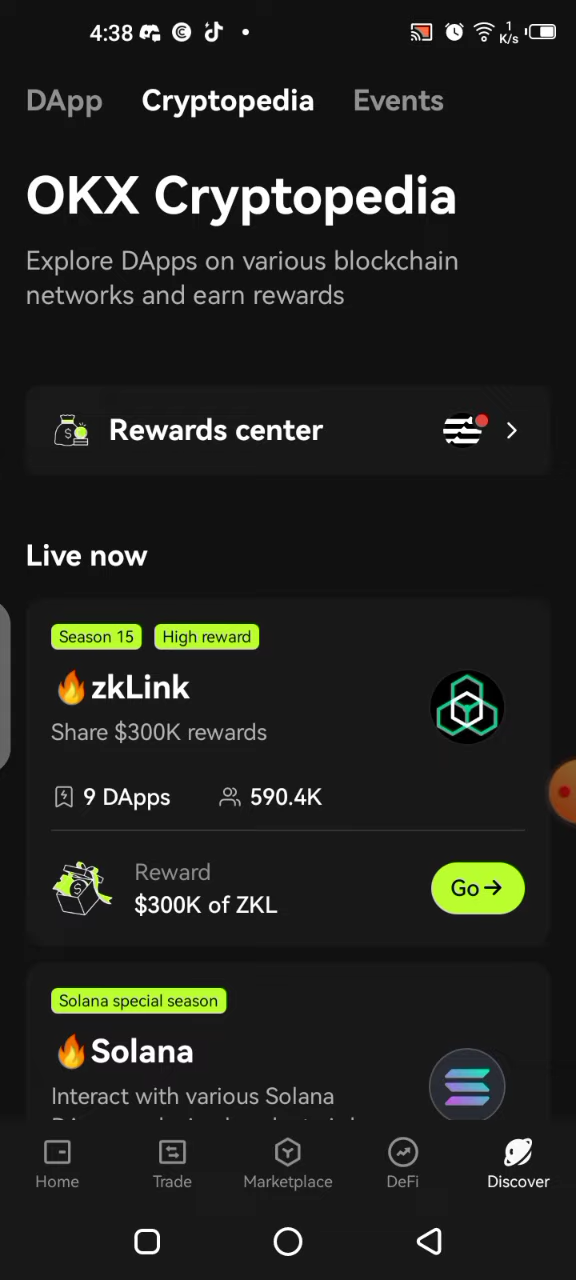 4:38
1
K/s
DApp Cryptopedia Events
OKX Cryptopedia
Explore DApps on various blockchain
networks and earn rewards
Rewards center
Live now
Season 15 High reward
🔥zkLink
Share $300K rewards
9 DApps 590.4K
Reward
$300K of ZKL
Go→
Solana special season
🔥Solana
Interact with various Solana
Home Trade Marketplace DeFi Discover